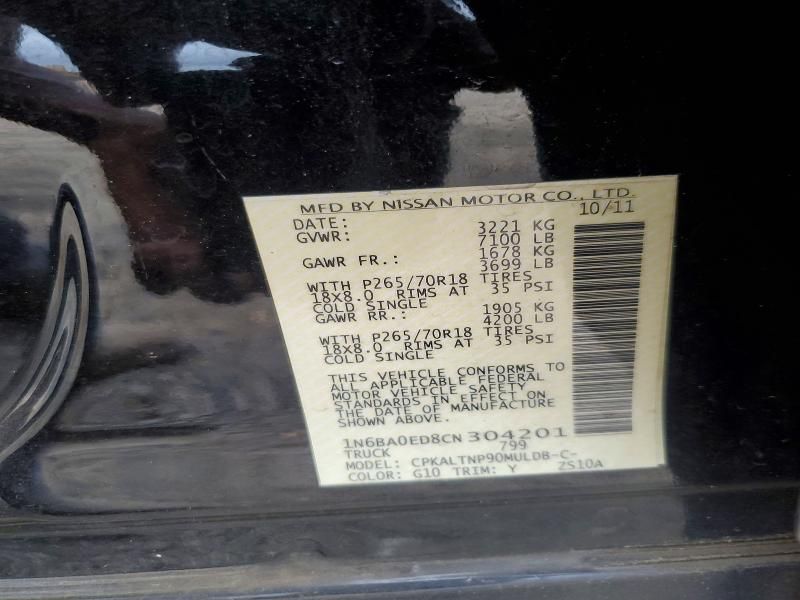 MFD BY NISSAN MOTOR CO., LTD.
DATE: 10/11
GVWR: 3221 KG
7100 LB
GAWR FR.: 1678 KG
3699 LB
WITH P265/70R18 TIRES
18X8.0 RIMS AT 35 PSI
COLD SINGLE
GAWR RR.: 1905 KG
4200 LB
WITH P265/70R18 TIRES
18X8.0 RIMS AT 35 PSI
COLD SINGLE
THIS VEHICLE CONFORMS TO
ALL APPLICABLE FEDERAL
MOTOR VEHICLE SAFETY
STANDARDS IN EFFECT ON
THE DATE OF MANUFACTURE
SHOWN ABOVE.
1N6BA0ED8CN304201
TRUCK 799
MODEL: CPKALTNP90MULDB-C-
COLOR: G10 TRIM: Y ZS10A